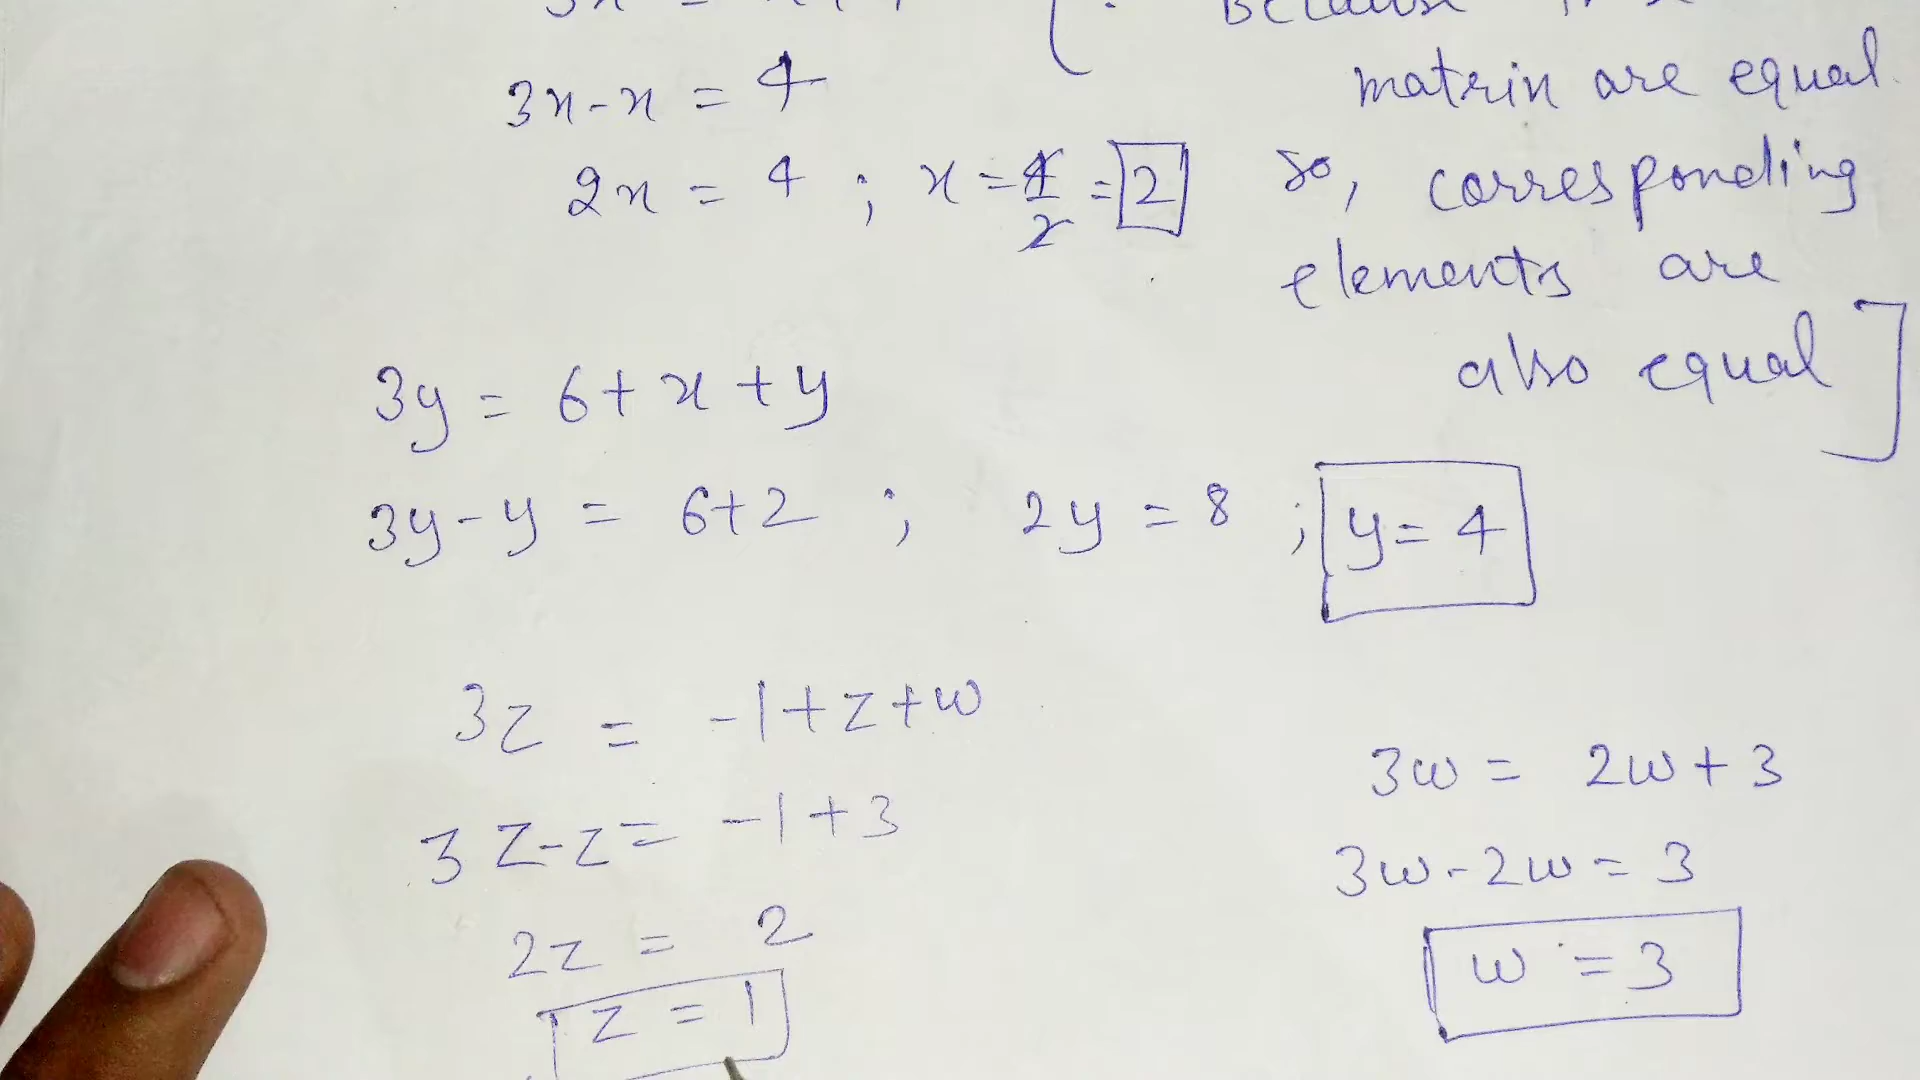 3x - x = 4
2x = 4 ; x = 4/2 = 2
matrix are equal.
so, corresponding
elements are
also equal]
3y = 6 + x + y
3y - y = 6+2 ; 2y = 8 ; y = 4
3z = -1 + z + w
3z - z = -1 + 3
2z = 2
z = 1
3w = 2w + 3
3w - 2w = 3
w = 3